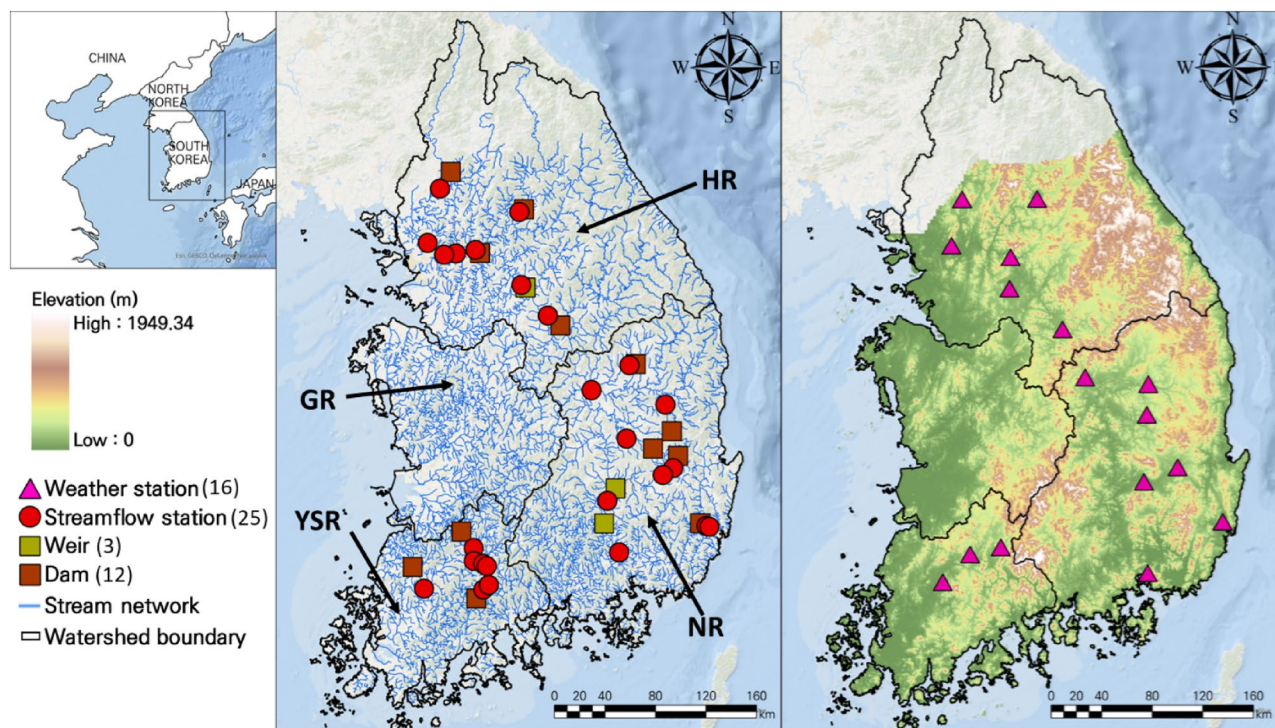 CHINA
NORTH
KOREA
SOUTH
KOREA
JAPAN
Elevation (m)
High : 1949.34
Low : 0
Weather station (16)
Streamflow station (25)
Weir (3)
Dam (12)
Stream network
Watershed boundary
N
W
E
S
HR
GR
YSR
NR
0 20 40 80 120 160
km
N
W
E
S
0 20 40 80 120 160
km